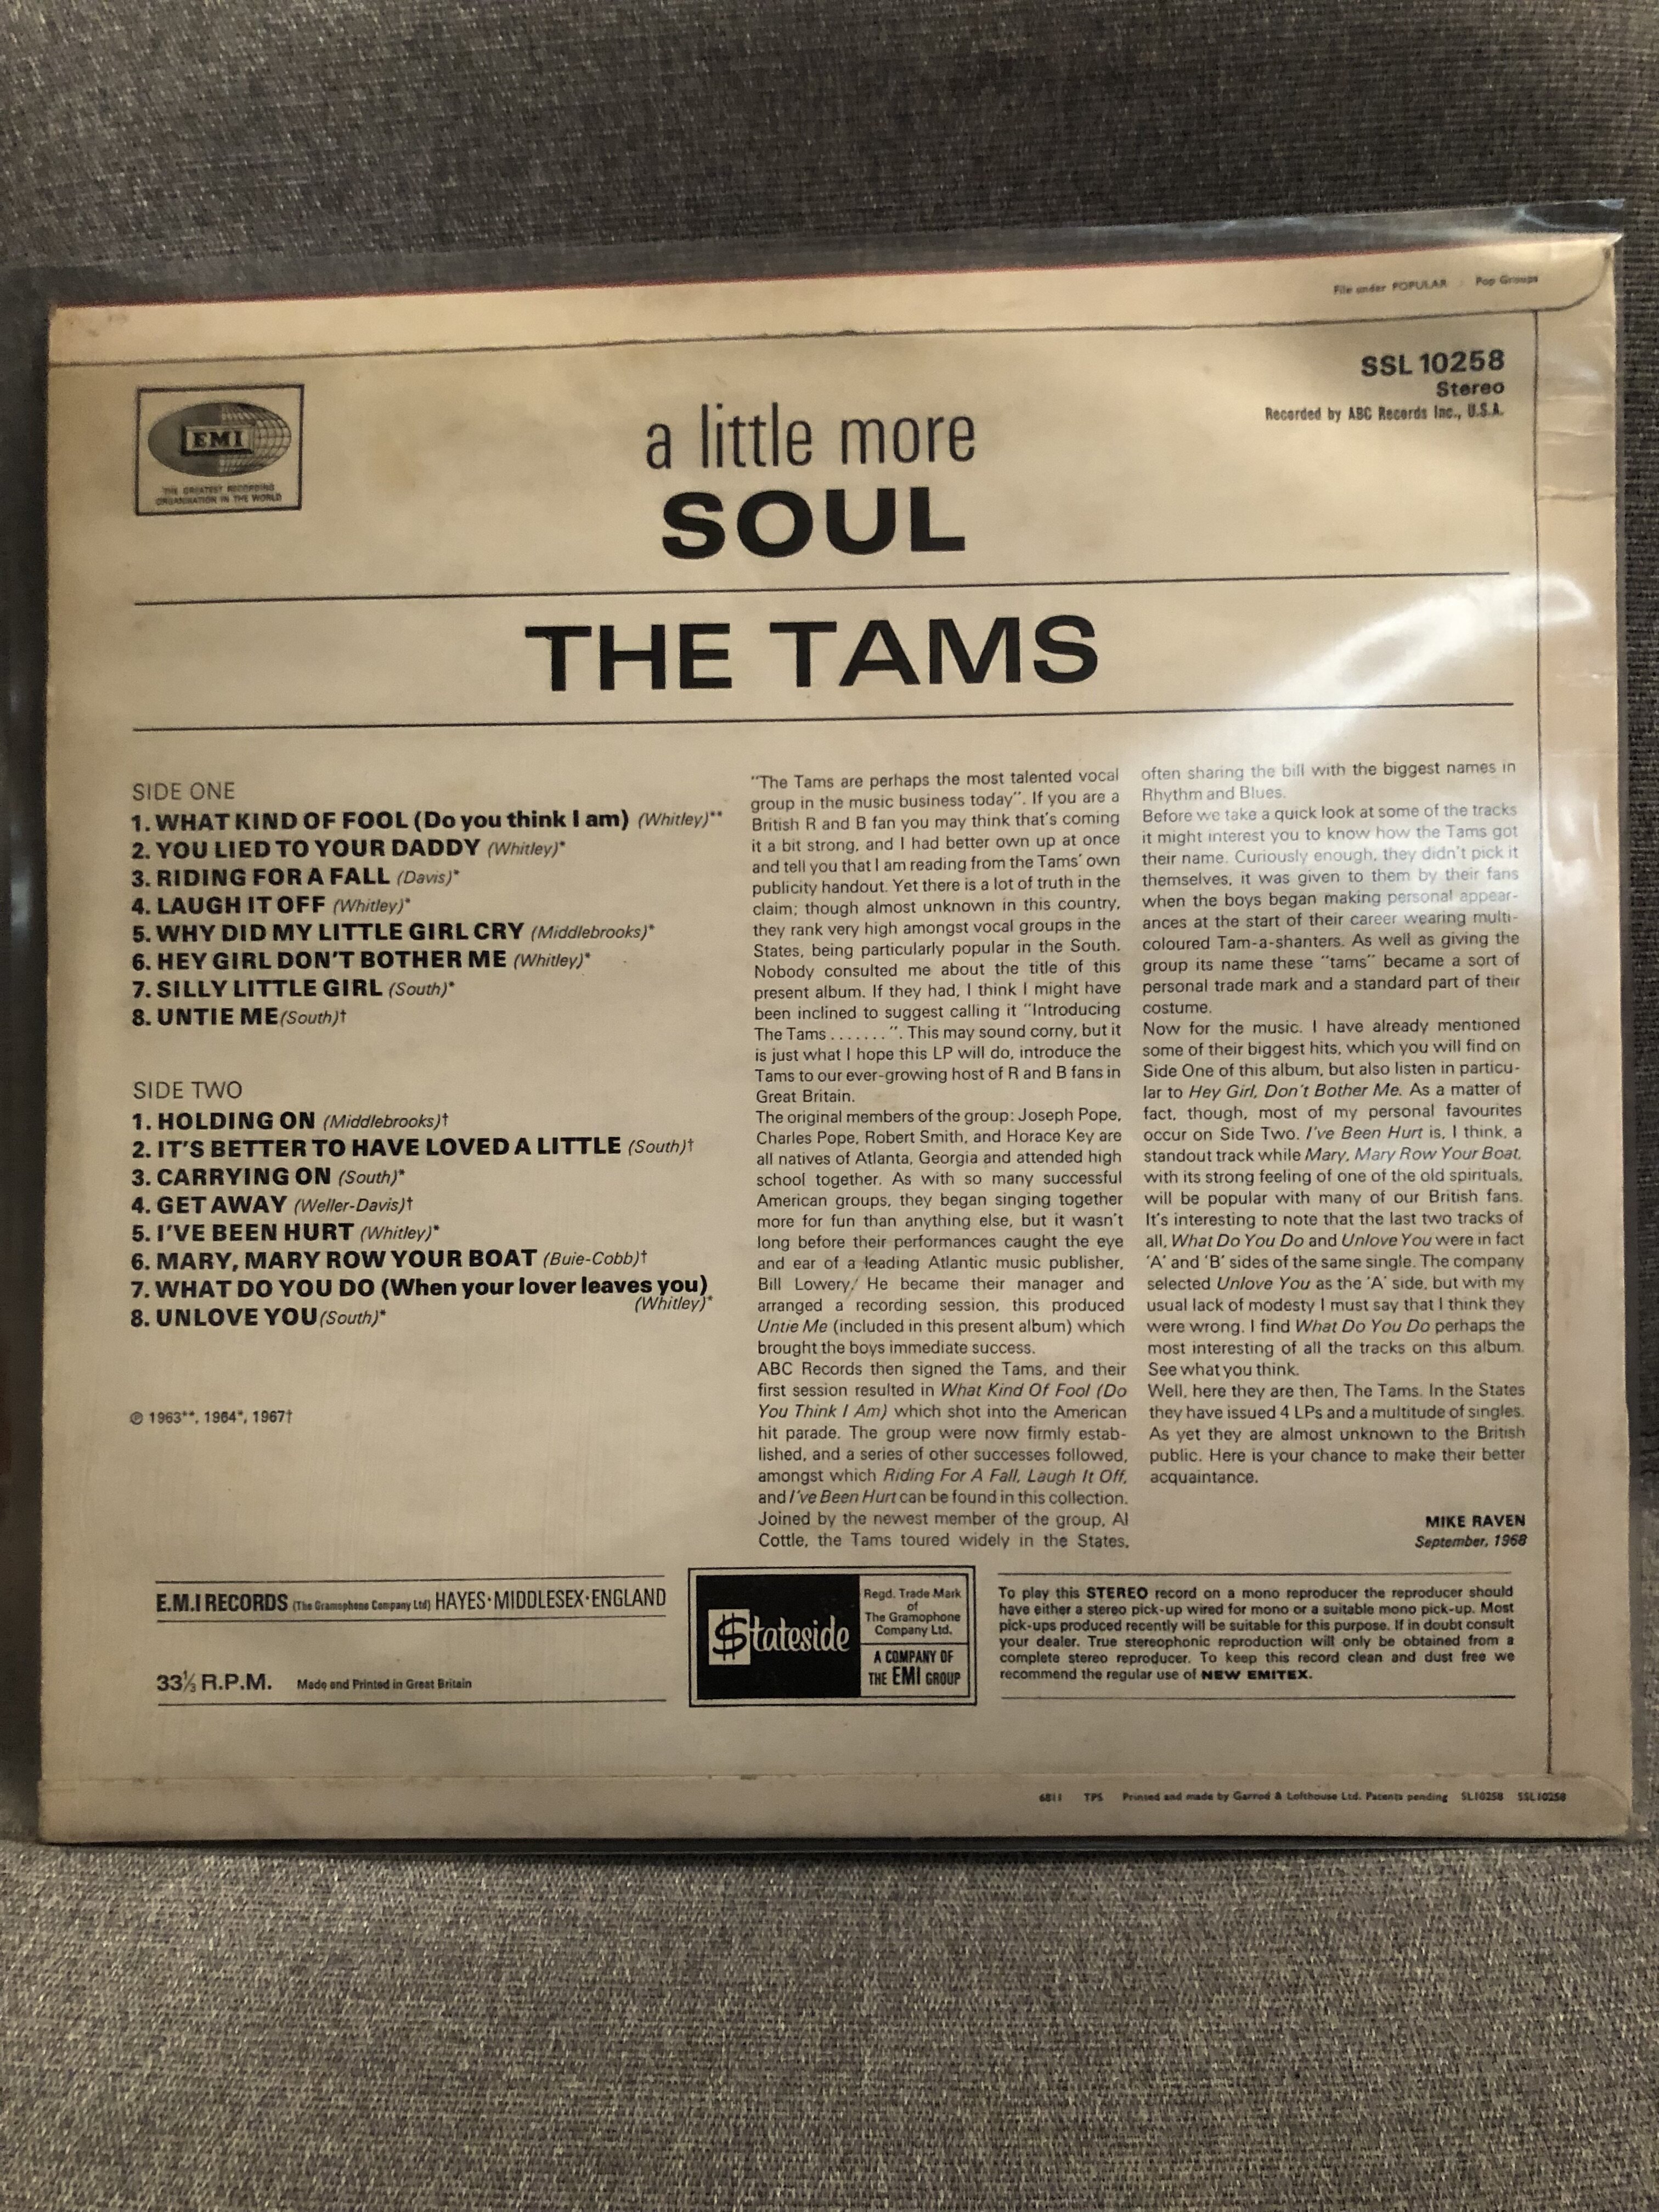 File under POPULAR : Pop Groups
SSL 10258
Stereo
Recorded by ABC Records Inc., U.S.A.
EMI
THE GREATEST RECORDING
ORGANISATION IN THE WORLD
a little more
SOUL
THE TAMS
SIDE ONE
1. WHAT KIND OF FOOL (Do you think I am) (Whitley)**
2. YOU LIED TO YOUR DADDY (Whitley)*
3. RIDING FOR A FALL (Davis)*
4. LAUGH IT OFF (Whitley)*
5. WHY DID MY LITTLE GIRL CRY (Middlebrooks)*
6. HEY GIRL DON'T BOTHER ME (Whitley)*
7. SILLY LITTLE GIRL (South)*
8. UNTIE ME (South)†
SIDE TWO
1. HOLDING ON (Middlebrooks)†
2. IT'S BETTER TO HAVE LOVED A LITTLE (South)†
3. CARRYING ON (South)*
4. GET AWAY (Weller-Davis)†
5. I'VE BEEN HURT (Whitley)*
6. MARY, MARY ROW YOUR BOAT (Buie-Cobb)†
7. WHAT DO YOU DO (When your lover leaves you)
(Whitley)*
8. UNLOVE YOU (South)*
℗ 1963**, 1964*, 1967†
"The Tams are perhaps the most talented vocal
group in the music business today". If you are a
British R and B fan you may think that's coming
it a bit strong, and I had better own up at once
and tell you that I am reading from the Tams' own
publicity handout. Yet there is a lot of truth in the
claim; though almost unknown in this country,
they rank very high amongst vocal groups in the
States, being particularly popular in the South.
Nobody consulted me about the title of this
present album. If they had, I think I might have
been inclined to suggest calling it "Introducing
The Tams . . . . . . . ". This may sound corny, but it
is just what I hope this LP will do, introduce the
Tams to our ever-growing host of R and B fans in
Great Britain.
The original members of the group: Joseph Pope,
Charles Pope, Robert Smith, and Horace Key are
all natives of Atlanta, Georgia and attended high
school together. As with so many successful
American groups, they began singing together
more for fun than anything else, but it wasn't
long before their performances caught the eye
and ear of a leading Atlantic music publisher,
Bill Lowery. He became their manager and
arranged a recording session, this produced
Untie Me (included in this present album) which
brought the boys immediate success.
ABC Records then signed the Tams, and their
first session resulted in What Kind Of Fool (Do
You Think I Am) which shot into the American
hit parade. The group were now firmly estab-
lished, and a series of other successes followed,
amongst which Riding For A Fall, Laugh It Off,
and I've Been Hurt can be found in this collection.
Joined by the newest member of the group, Al
Cottle, the Tams toured widely in the States,
often sharing the bill with the biggest names in
Rhythm and Blues.
Before we take a quick look at some of the tracks
it might interest you to know how the Tams got
their name. Curiously enough, they didn't pick it
themselves, it was given to them by their fans
when the boys began making personal appear-
ances at the start of their career wearing multi-
coloured Tam-a-shanters. As well as giving the
group its name these "tams" became a sort of
personal trade mark and a standard part of their
costume.
Now for the music. I have already mentioned
some of their biggest hits, which you will find on
Side One of this album, but also listen in particu-
lar to Hey Girl, Don't Bother Me. As a matter of
fact, though, most of my personal favourites
occur on Side Two. I've Been Hurt is, I think, a
standout track while Mary, Mary Row Your Boat,
with its strong feeling of one of the old spirituals,
will be popular with many of our British fans.
It's interesting to note that the last two tracks of
all, What Do You Do and Unlove You were in fact
'A' and 'B' sides of the same single. The company
selected Unlove You as the 'A' side, but with my
usual lack of modesty I must say that I think they
were wrong. I find What Do You Do perhaps the
most interesting of all the tracks on this album.
See what you think.
Well, here they are then, The Tams. In the States
they have issued 4 LPs and a multitude of singles.
As yet they are almost unknown to the British
public. Here is your chance to make their better
acquaintance.
MIKE RAVEN
September, 1968
E.M.I RECORDS (The Gramophone Company Ltd) HAYES·MIDDLESEX·ENGLAND
33⅓ R.P.M. Made and Printed in Great Britain
$tateside
Regd. Trade Mark
of
The Gramophone
Company Ltd.
A COMPANY OF
THE EMI GROUP
To play this STEREO record on a mono reproducer the reproducer should
have either a stereo pick-up wired for mono or a suitable mono pick-up. Most
pick-ups produced recently will be suitable for this purpose. If in doubt consult
your dealer. True stereophonic reproduction will only be obtained from a
complete stereo reproducer. To keep this record clean and dust free we
recommend the regular use of NEW EMITEX.
6811 TPS Printed and made by Garrod & Lofthouse Ltd. Patents pending SL10258 SSL10258